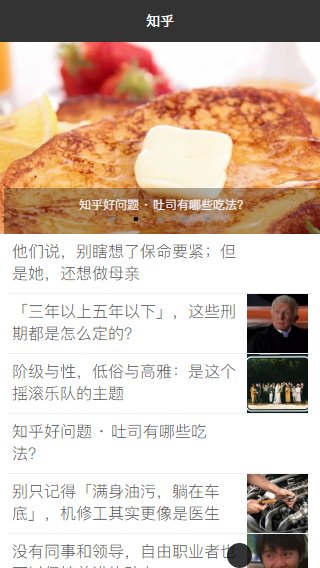 知乎
知乎好问题 · 吐司有哪些吃法?
他们说，别瞎想了保命要紧；但
是她，还想做母亲
「三年以上五年以下」，这些刑
期都是怎么定的?
阶级与性，低俗与高雅：是这个
摇滚乐队的主题
知乎好问题 · 吐司有哪些吃
法?
别只记得「满身油污，躺在车
底」，机修工其实更像是医生
没有同事和领导，自由职业者也